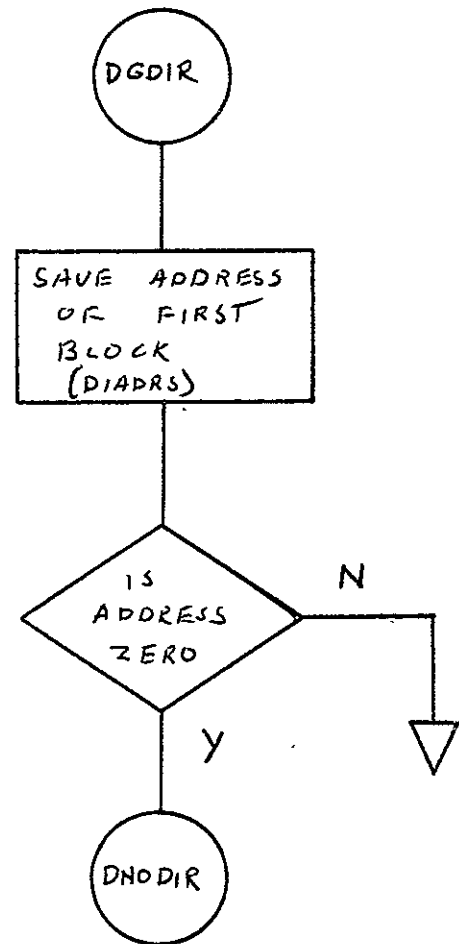 DGDIR
SAVE ADDRESS
OF FIRST
BLOCK
(DIADRS)
IS
ADDRESS
ZERO
N
Y
DNODIR